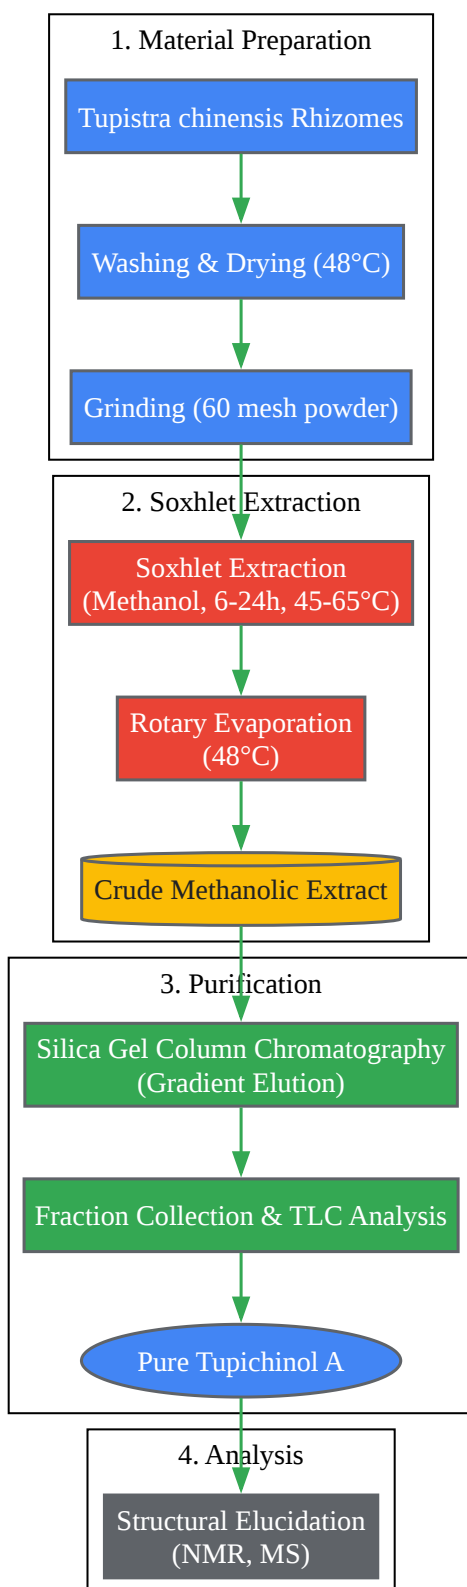 1. Material Preparation
Tupistra chinensis Rhizomes
Washing & Drying (48°C)
Grinding (60 mesh powder)
2. Soxhlet Extraction
Soxhlet Extraction
(Methanol, 6-24h, 45-65°C)
Rotary Evaporation
(48°C)
Crude Methanolic Extract
3. Purification
Silica Gel Column Chromatography
(Gradient Elution)
Fraction Collection & TLC Analysis
Pure Tupichinol A
4. Analysis
Structural Elucidation
(NMR, MS)